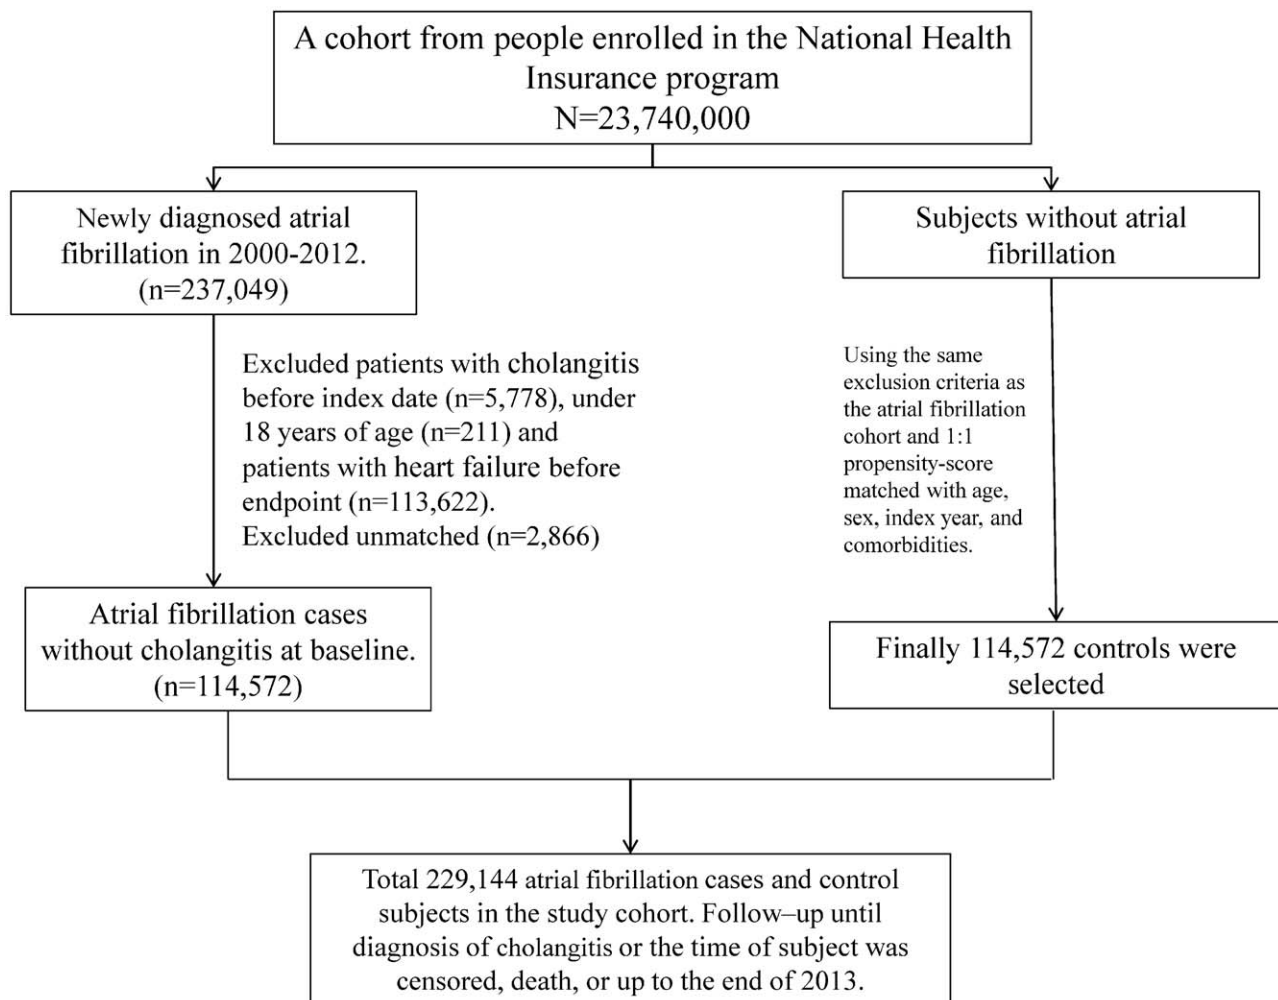 A cohort from people enrolled in the National Health
Insurance program
N=23,740,000
Newly diagnosed atrial
fibrillation in 2000-2012.
(n=237,049)
Subjects without atrial
fibrillation
Excluded patients with cholangitis
before index date (n=5,778), under
18 years of age (n=211) and
patients with heart failure before
endpoint (n=113,622).
Excluded unmatched (n=2,866)
Using the same
exclusion criteria as
the atrial fibrillation
cohort and 1:1
propensity-score
matched with age,
sex, index year, and
comorbidities.
Atrial fibrillation cases
without cholangitis at baseline.
(n=114,572)
Finally 114,572 controls were
selected
Total 229,144 atrial fibrillation cases and control
subjects in the study cohort. Follow–up until
diagnosis of cholangitis or the time of subject was
censored, death, or up to the end of 2013.